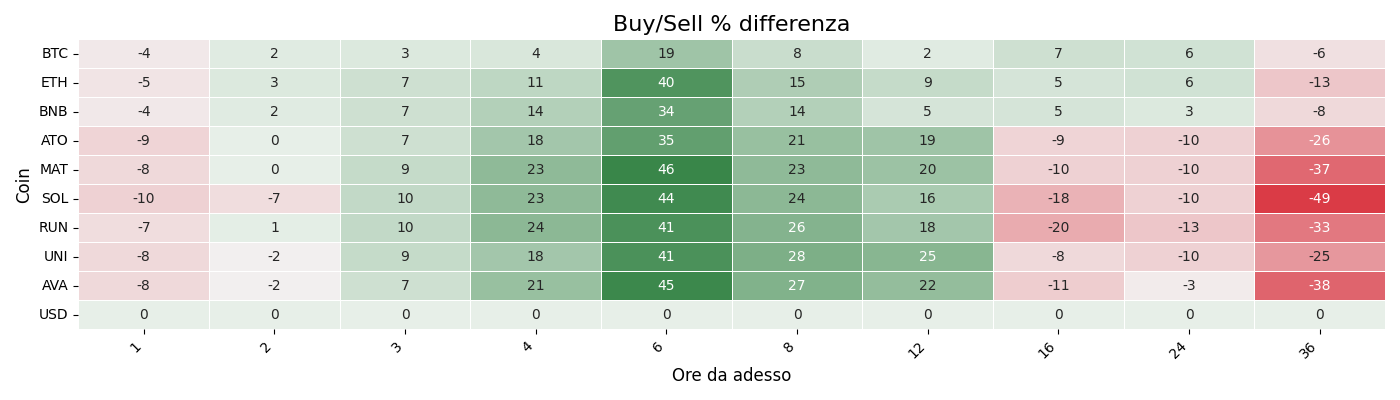 Buy/Sell % differenza
Coin
BTC -4 2 3 4 19 8 2 7 6 -6
ETH -5 3 7 11 40 15 9 5 6 -13
BNB -4 2 7 14 34 14 5 5 3 -8
ATO -9 0 7 18 35 21 19 -9 -10 -26
MAT -8 0 9 23 46 23 20 -10 -10 -37
SOL -10 -7 10 23 44 24 16 -18 -10 -49
RUN -7 1 10 24 41 26 18 -20 -13 -33
UNI -8 -2 9 18 41 28 25 -8 -10 -25
AVA -8 -2 7 21 45 27 22 -11 -3 -38
USD 0 0 0 0 0 0 0 0 0 0
1 2 3 4 6 8 12 16 24 36
Ore da adesso